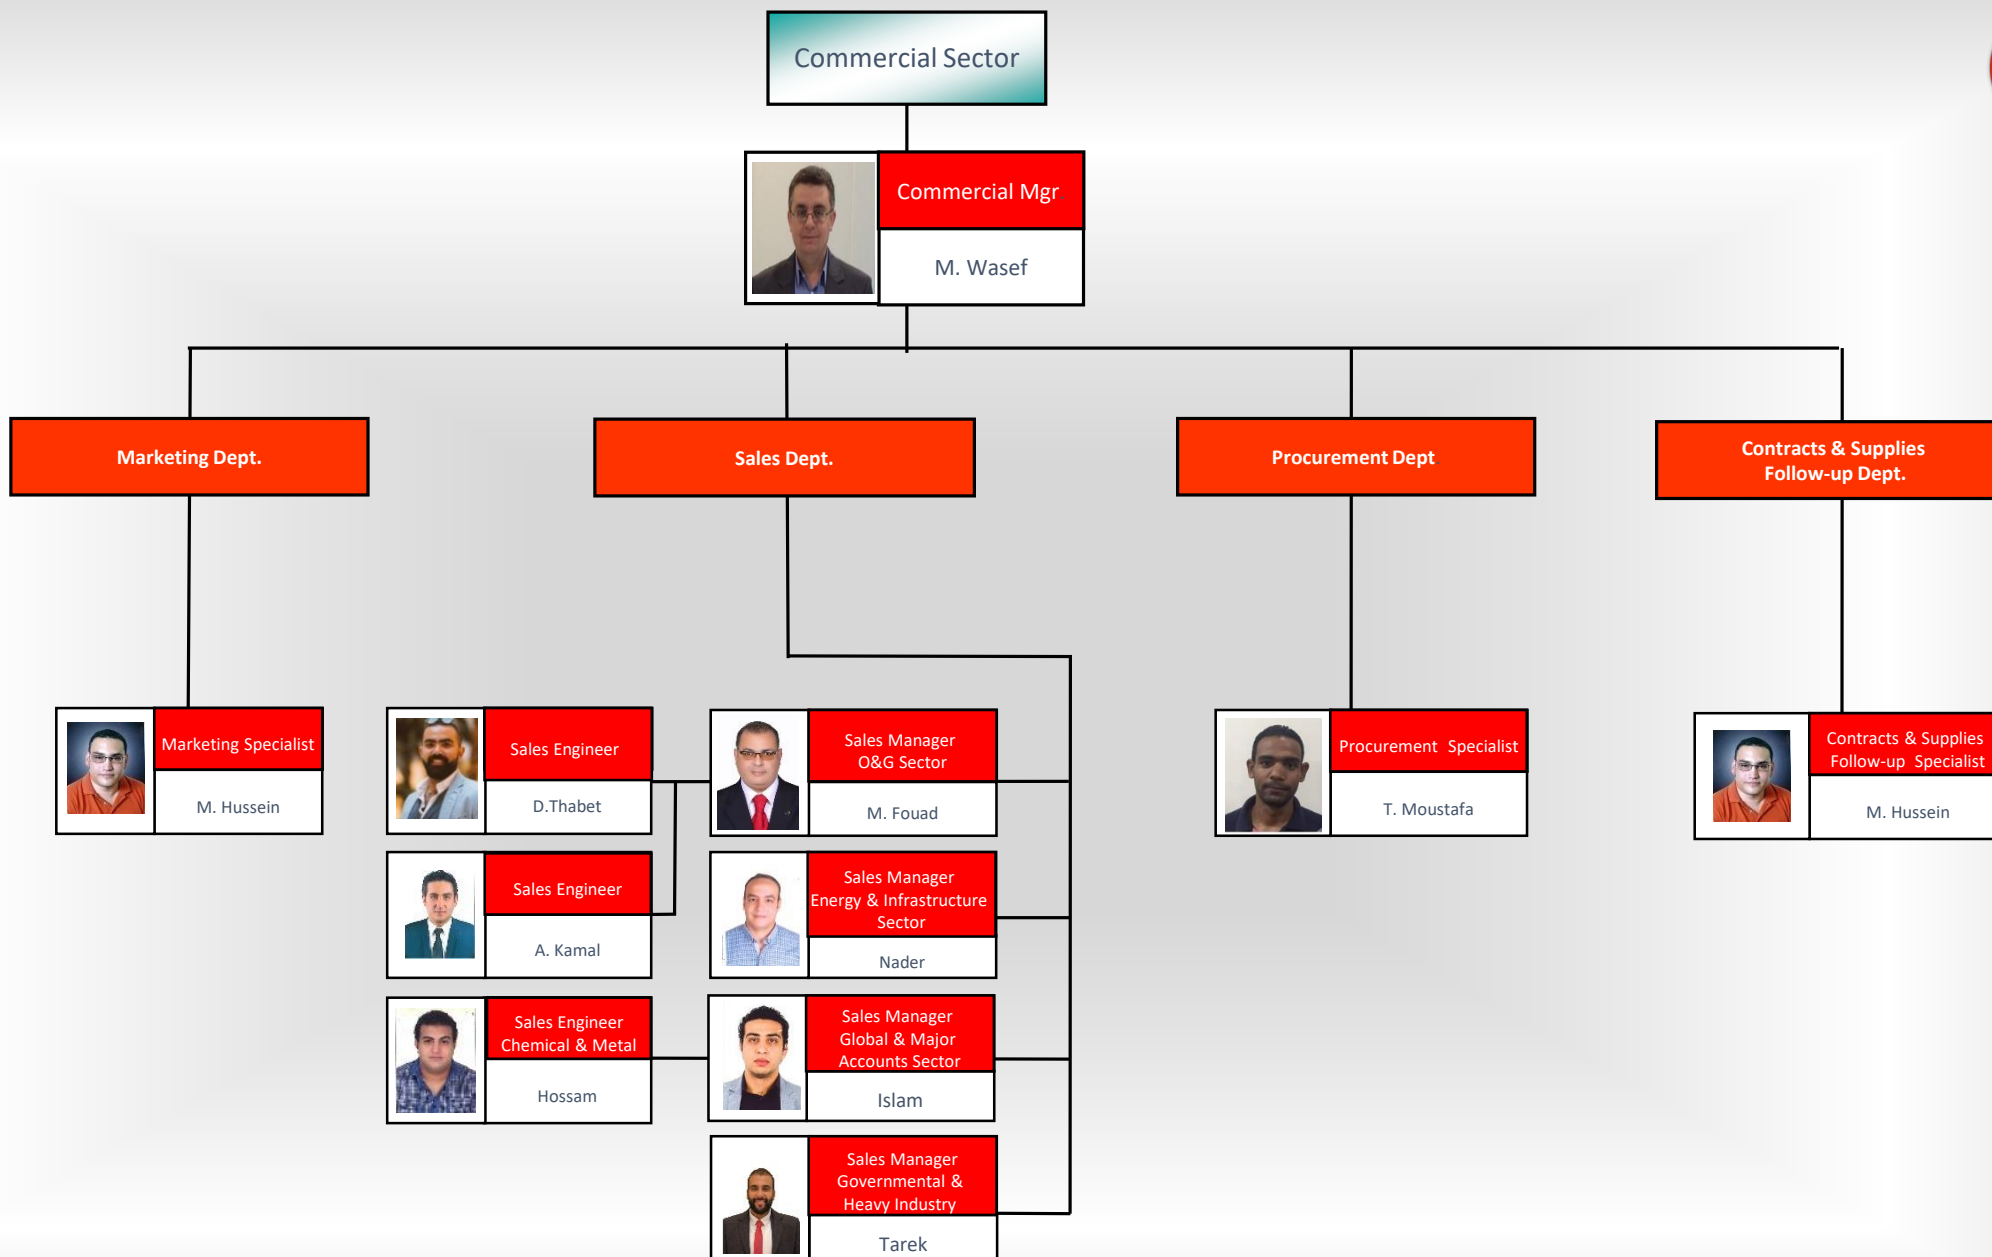 Commercial Sector
Commercial Mgr
M. Wasef
Marketing Dept.
Sales Dept.
Procurement Dept
Contracts & Supplies
Follow-up Dept.
Marketing Specialist
M. Hussein
Sales Engineer
D.Thabet
Sales Manager
O&G Sector
M. Fouad
Procurement Specialist
T. Moustafa
Contracts & Supplies
Follow-up Specialist
M. Hussein
Sales Engineer
A. Kamal
Sales Manager
Energy & Infrastructure
Sector
Nader
Sales Engineer
Chemical & Metal
Hossam
Sales Manager
Global & Major
Accounts Sector
Islam
Sales Manager
Governmental &
Heavy Industry
Tarek